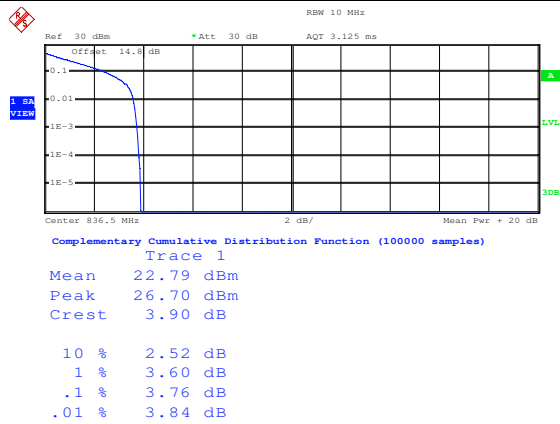 RBW 10 MHz
Ref 30 dBm *Att 30 dB AQT 3.125 ms
Offset 14.8 dB
0.1
A
0.01
1 SA
VIEW
1E-3
LVL
1E-4
1E-5
3DB
Center 836.5 MHz 2 dB/ Mean Pwr + 20 dB
Complementary Cumulative Distribution Function (100000 samples)
Trace 1
Mean 22.79 dBm
Peak 26.70 dBm
Crest 3.90 dB
10 % 2.52 dB
1 % 3.60 dB
.1 % 3.76 dB
.01 % 3.84 dB